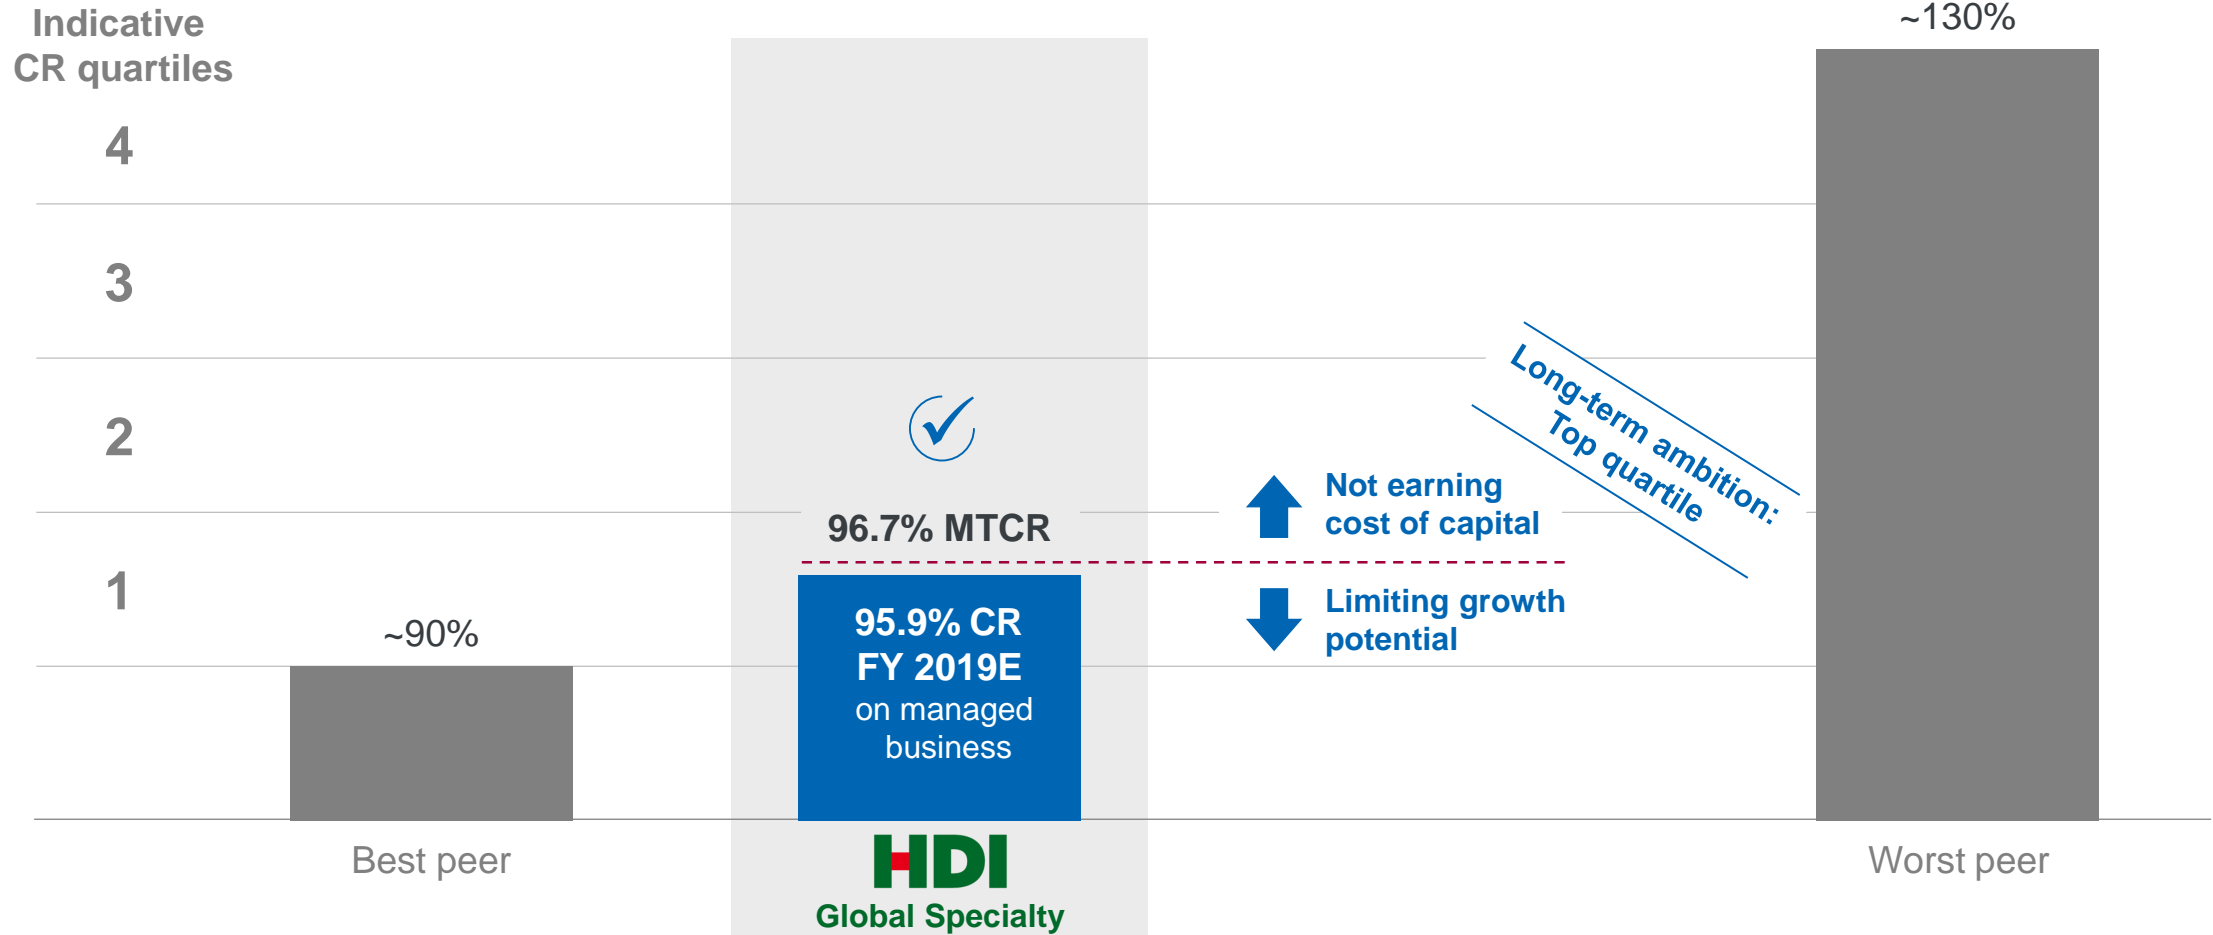 Indicative
CR quartiles
4
3
2
1
~90%
Best peer
96.7% MTCR
95.9% CR
FY 2019E
on managed
business
HDI
Global Specialty
Not earning
cost of capital
Limiting growth
potential
Long-term ambition:
Top quartile
~130%
Worst peer